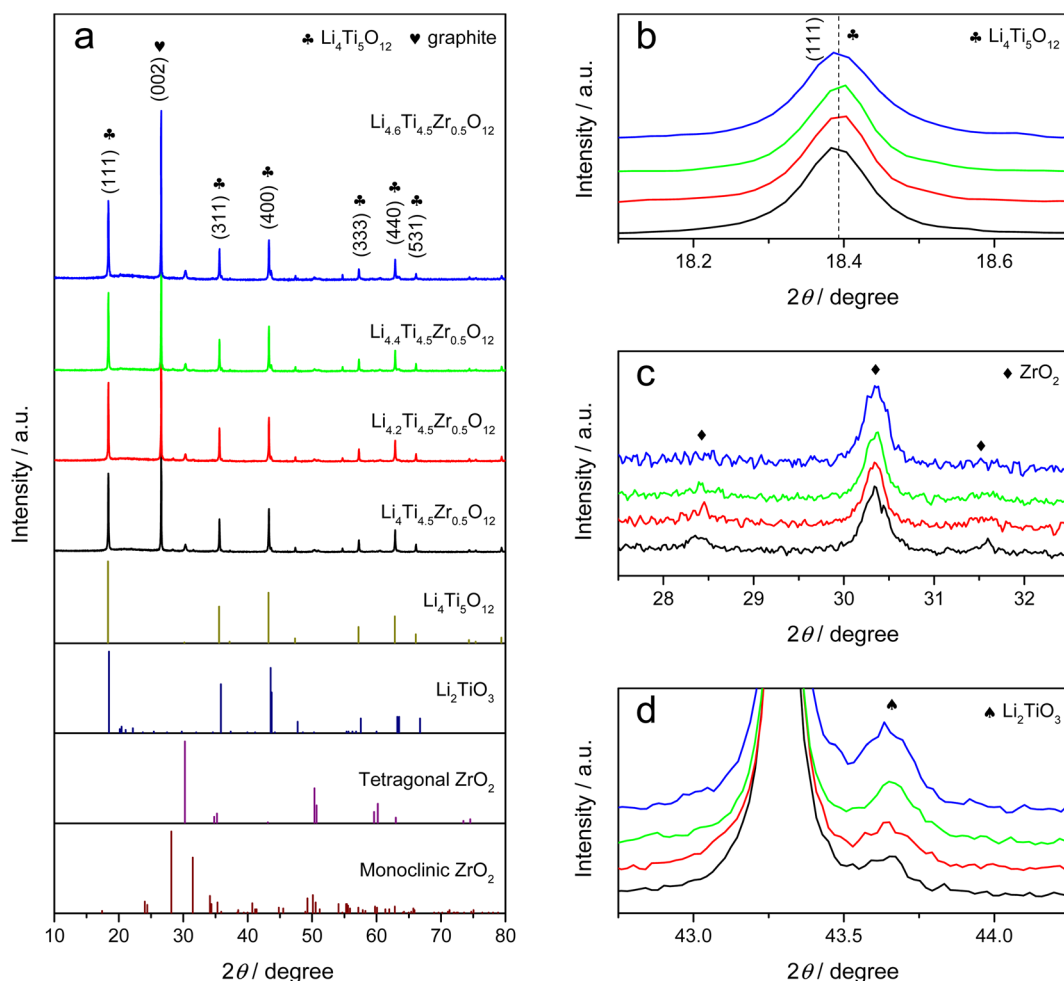 a
♣ Li₄Ti₅O₁₂ ♥ graphite
Intensity / a.u.
(111)
(002)
(311)
(400)
(333)
(440)
(531)
Li₄.₆Ti₄.₅Zr₀.₅O₁₂
Li₄.₄Ti₄.₅Zr₀.₅O₁₂
Li₄.₂Ti₄.₅Zr₀.₅O₁₂
Li₄Ti₄.₅Zr₀.₅O₁₂
Li₄Ti₅O₁₂
Li₂TiO₃
Tetragonal ZrO₂
Monoclinic ZrO₂
10 20 30 40 50 60 70 80
2θ / degree
b
(111)
♣ Li₄Ti₅O₁₂
Intensity / a.u.
18.2 18.4 18.6
2θ / degree
c
♦ ZrO₂
Intensity / a.u.
28 29 30 31 32
2θ / degree
d
♠ Li₂TiO₃
Intensity / a.u.
43.0 43.5 44.0
2θ / degree